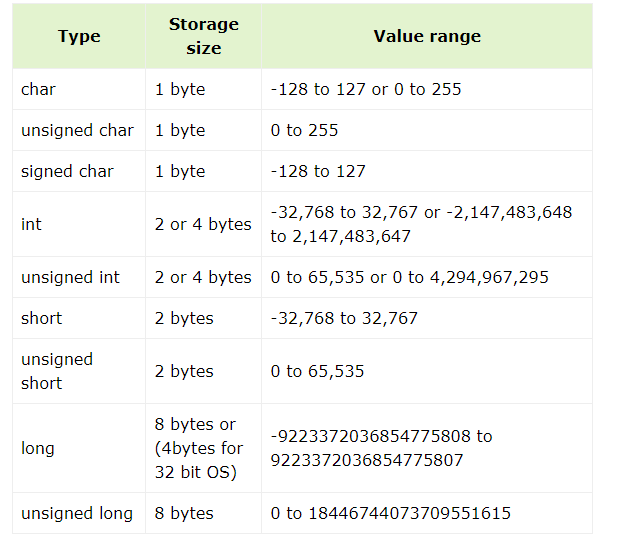 Type Storage size Value range
char 1 byte -128 to 127 or 0 to 255
unsigned char 1 byte 0 to 255
signed char 1 byte -128 to 127
int 2 or 4 bytes -32,768 to 32,767 or -2,147,483,648
to 2,147,483,647
unsigned int 2 or 4 bytes 0 to 65,535 or 0 to 4,294,967,295
short 2 bytes -32,768 to 32,767
unsigned
short 2 bytes 0 to 65,535
long 8 bytes or
(4bytes for
32 bit OS) -9223372036854775808 to
9223372036854775807
unsigned long 8 bytes 0 to 18446744073709551615